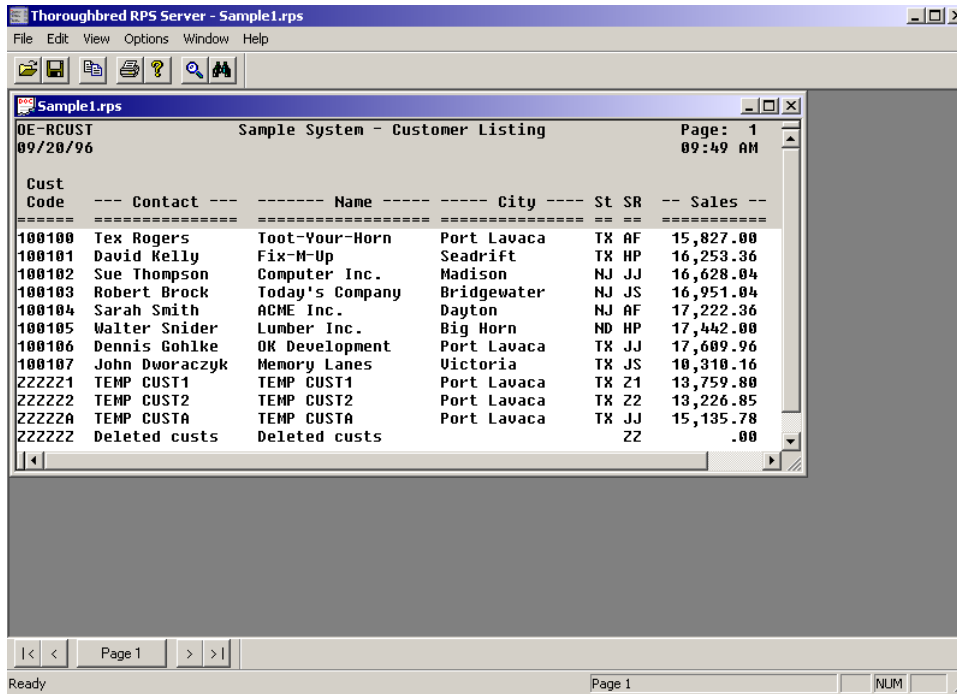 Thoroughbred RPS Server - Sample1.rps
File Edit View Options Window Help
Sample1.rps
OE-RCUST Sample System - Customer Listing Page: 1
09/20/96 09:49 AM
Cust
Code --- Contact --- ------- Name ----- ----- City ---- St SR -- Sales --
====== =============== ================== =============== == == ===========
100100 Tex Rogers Toot-Your-Horn Port Lavaca TX AF 15,827.00
100101 David Kelly Fix-M-Up Seadrift TX HP 16,253.36
100102 Sue Thompson Computer Inc. Madison NJ JJ 16,628.04
100103 Robert Brock Today's Company Bridgewater NJ JS 16,951.04
100104 Sarah Smith ACME Inc. Dayton NJ AF 17,222.36
100105 Walter Snider Lumber Inc. Big Horn ND HP 17,442.00
100106 Dennis Gohlke OK Development Port Lavaca TX JJ 17,609.96
100107 John Dworaczyk Memory Lanes Victoria TX JS 10,310.16
ZZZZZ1 TEMP CUST1 TEMP CUST1 Port Lavaca TX Z1 13,759.80
ZZZZZ2 TEMP CUST2 TEMP CUST2 Port Lavaca TX Z2 13,226.85
ZZZZZA TEMP CUSTA TEMP CUSTA Port Lavaca TX JJ 15,135.78
ZZZZZZ Deleted custs Deleted custs ZZ .00
|< < Page 1 > >|
Ready Page 1 NUM